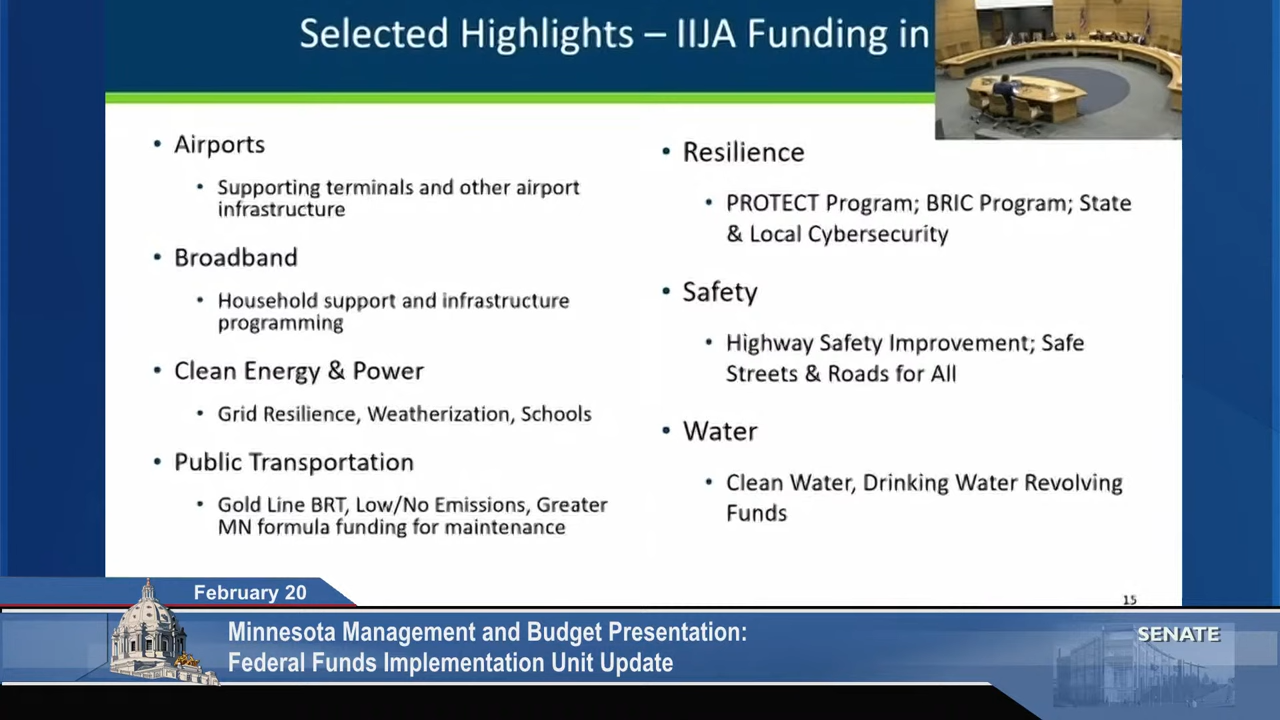 Selected Highlights – IIJA Funding in
• Airports
• Supporting terminals and other airport
infrastructure
• Broadband
• Household support and infrastructure
programming
• Clean Energy & Power
• Grid Resilience, Weatherization, Schools
• Public Transportation
• Gold Line BRT, Low/No Emissions, Greater
MN formula funding for maintenance
• Resilience
• PROTECT Program; BRIC Program; State
& Local Cybersecurity
• Safety
• Highway Safety Improvement; Safe
Streets & Roads for All
• Water
• Clean Water, Drinking Water Revolving
Funds
15
February 20
Minnesota Management and Budget Presentation:
Federal Funds Implementation Unit Update
SENATE